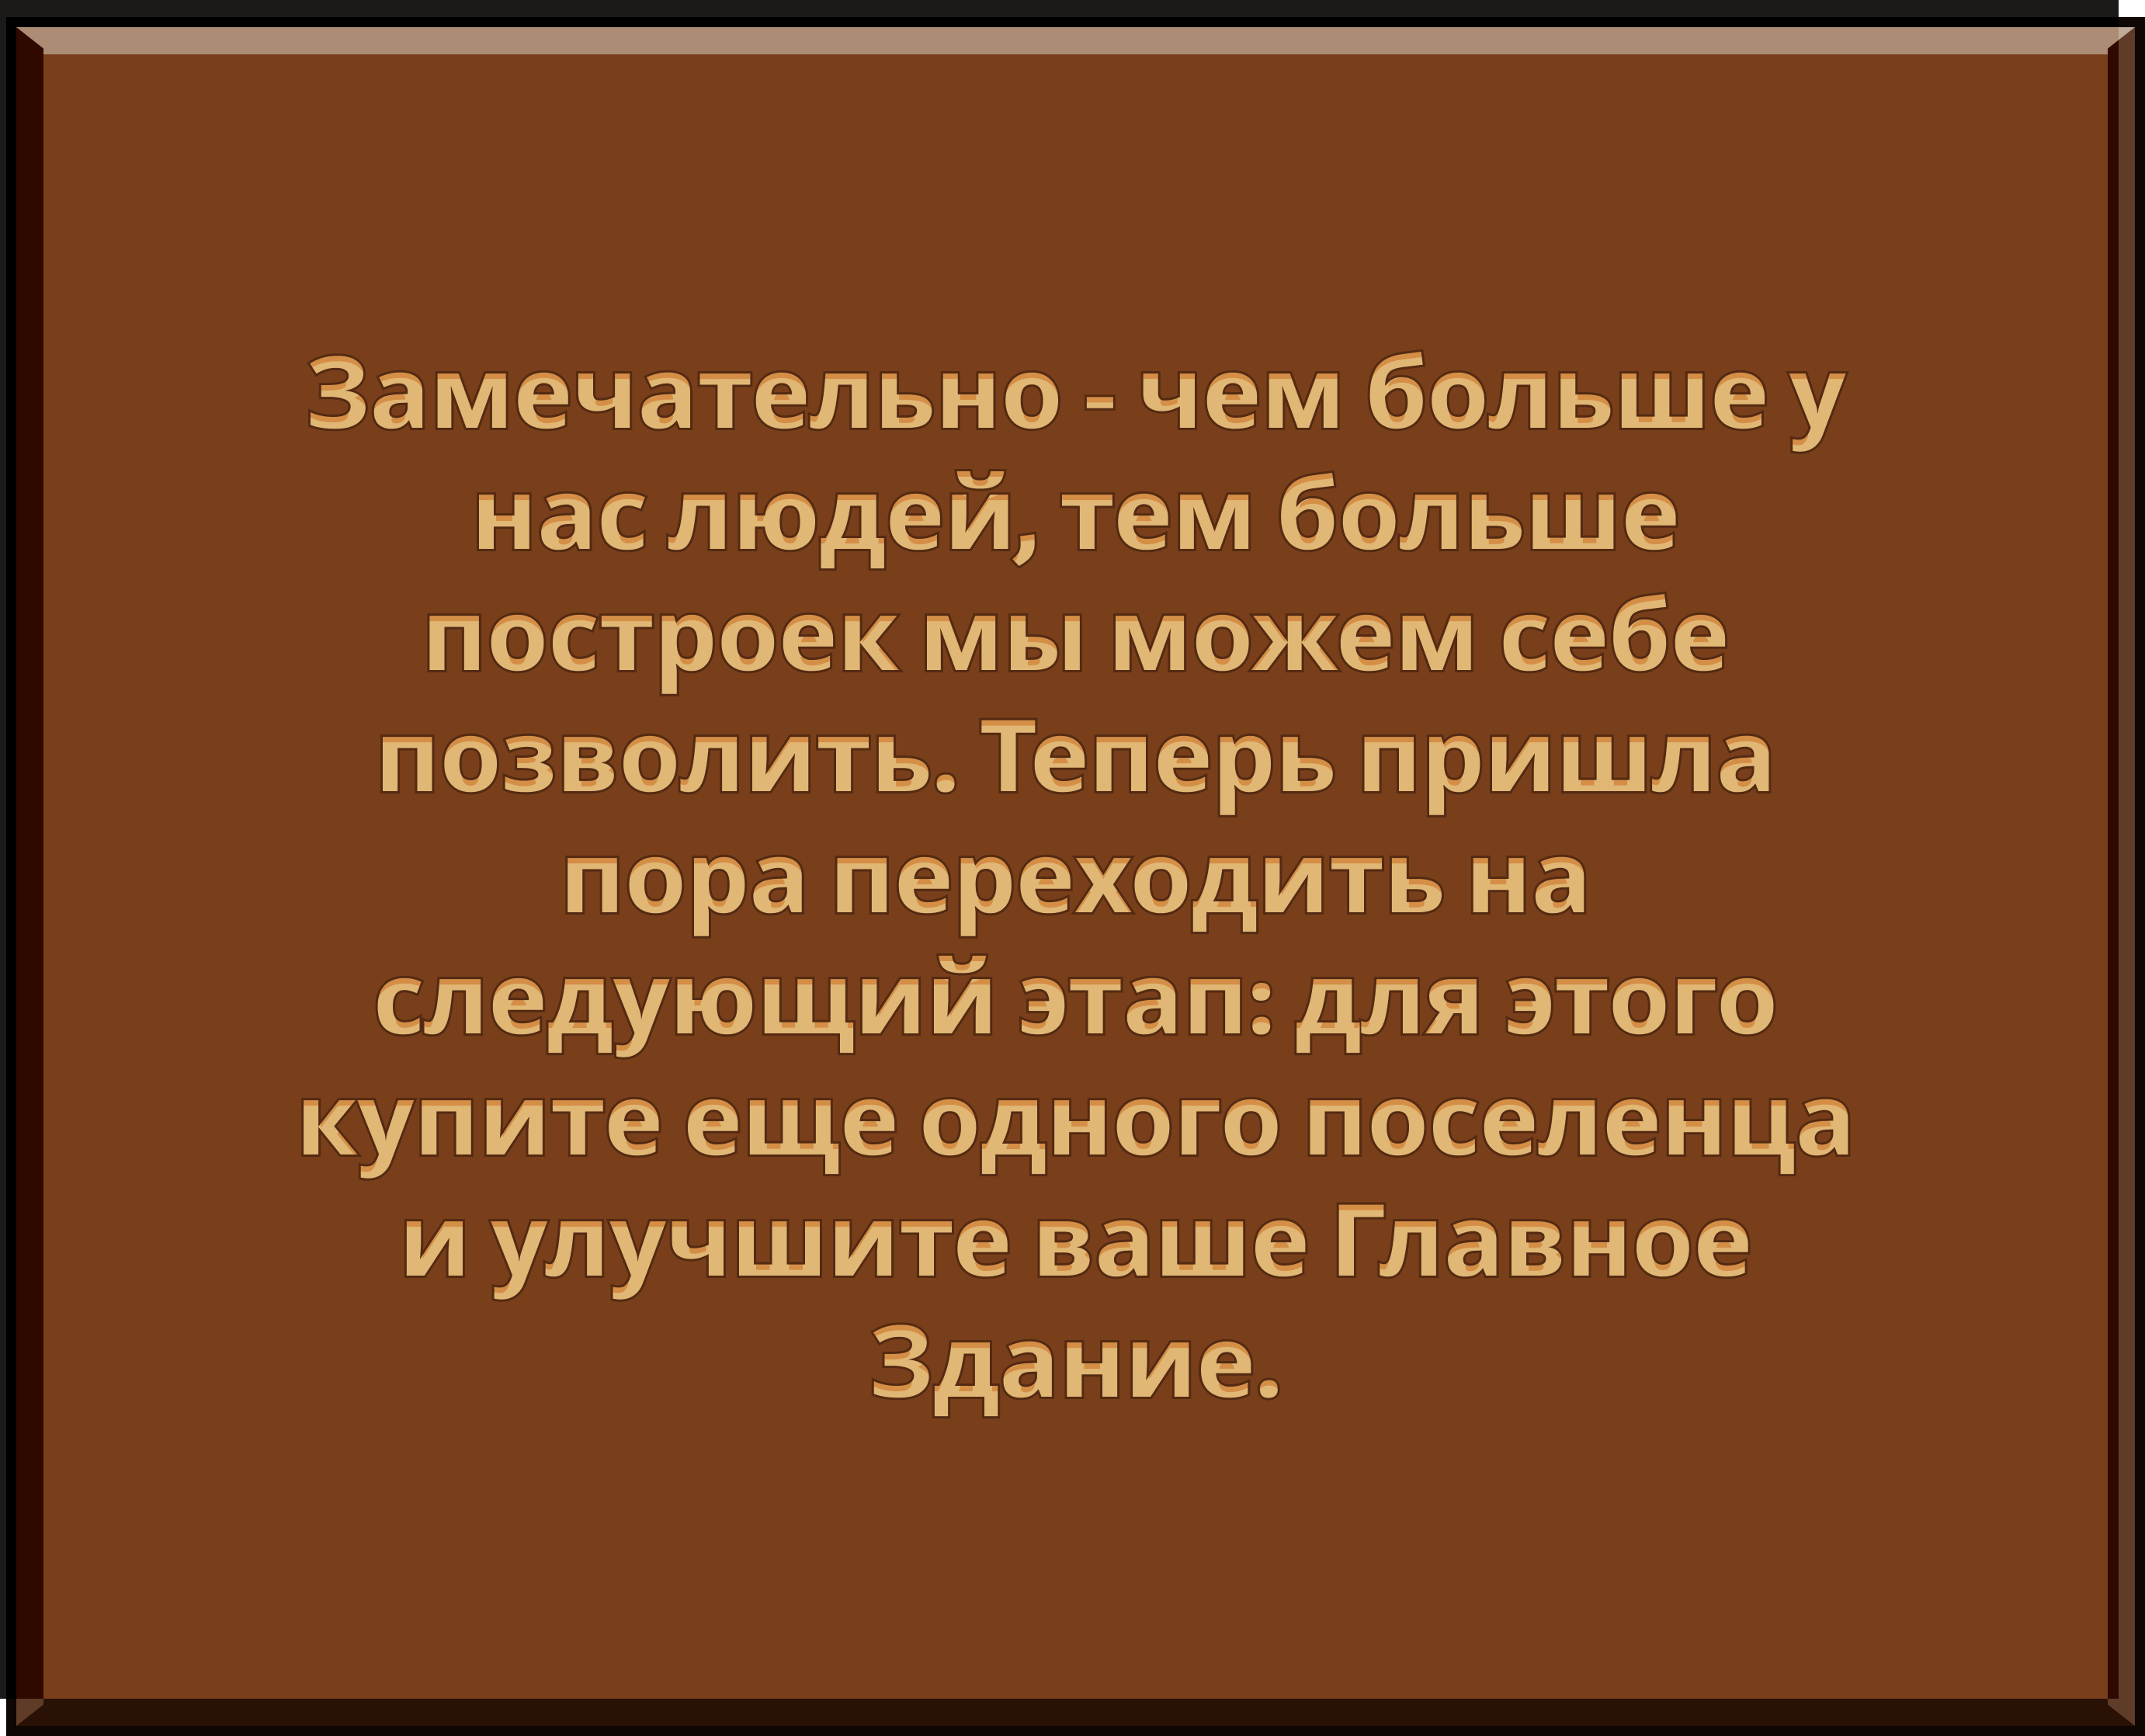 Замечательно - чем больше у
нас людей, тем больше
построек мы можем себе
позволить. Теперь пришла
пора переходить на
следующий этап: для этого
купите еще одного поселенца
и улучшите ваше Главное
Здание.